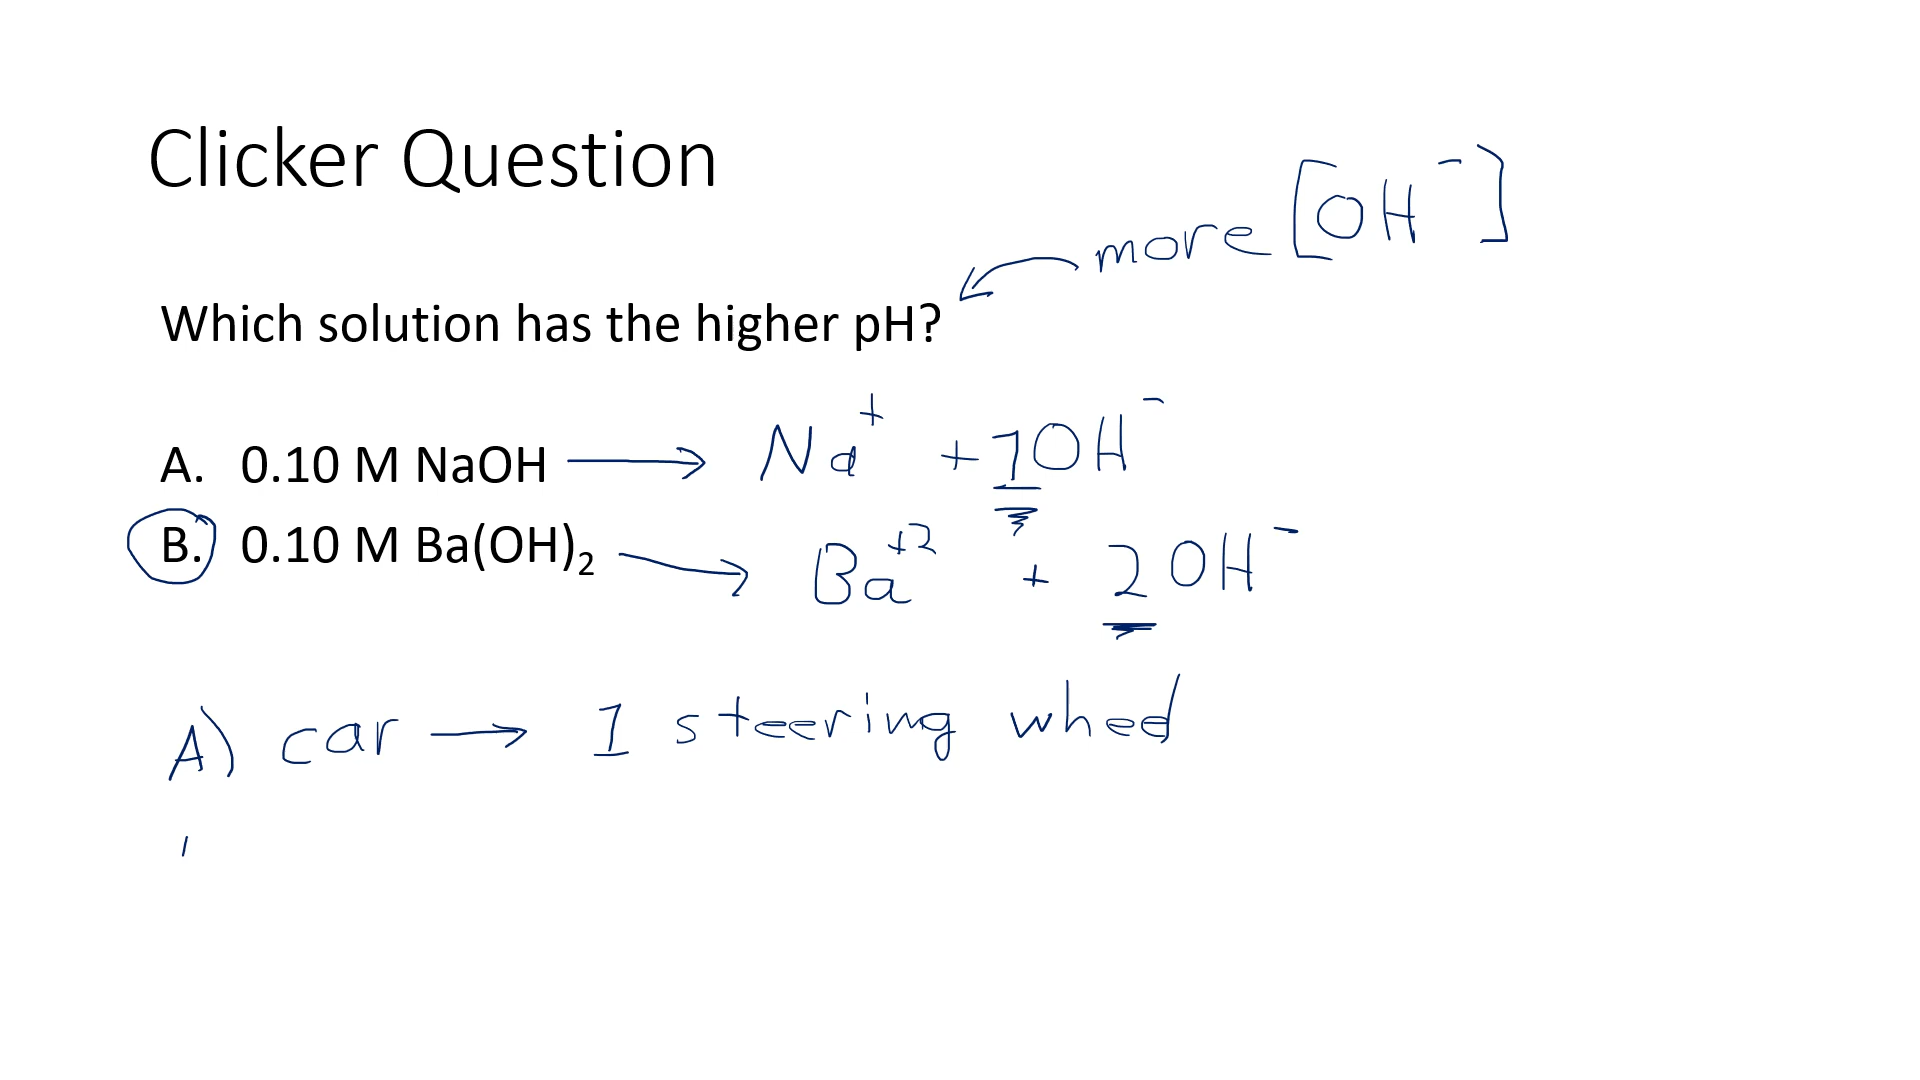 Clicker Question
more [OH⁻]
Which solution has the higher pH?
A. 0.10 M NaOH → Na⁺ + 1OH⁻
B. 0.10 M Ba(OH)₂ → Ba⁺² + 2OH⁻
A) car → 1 steering wheel